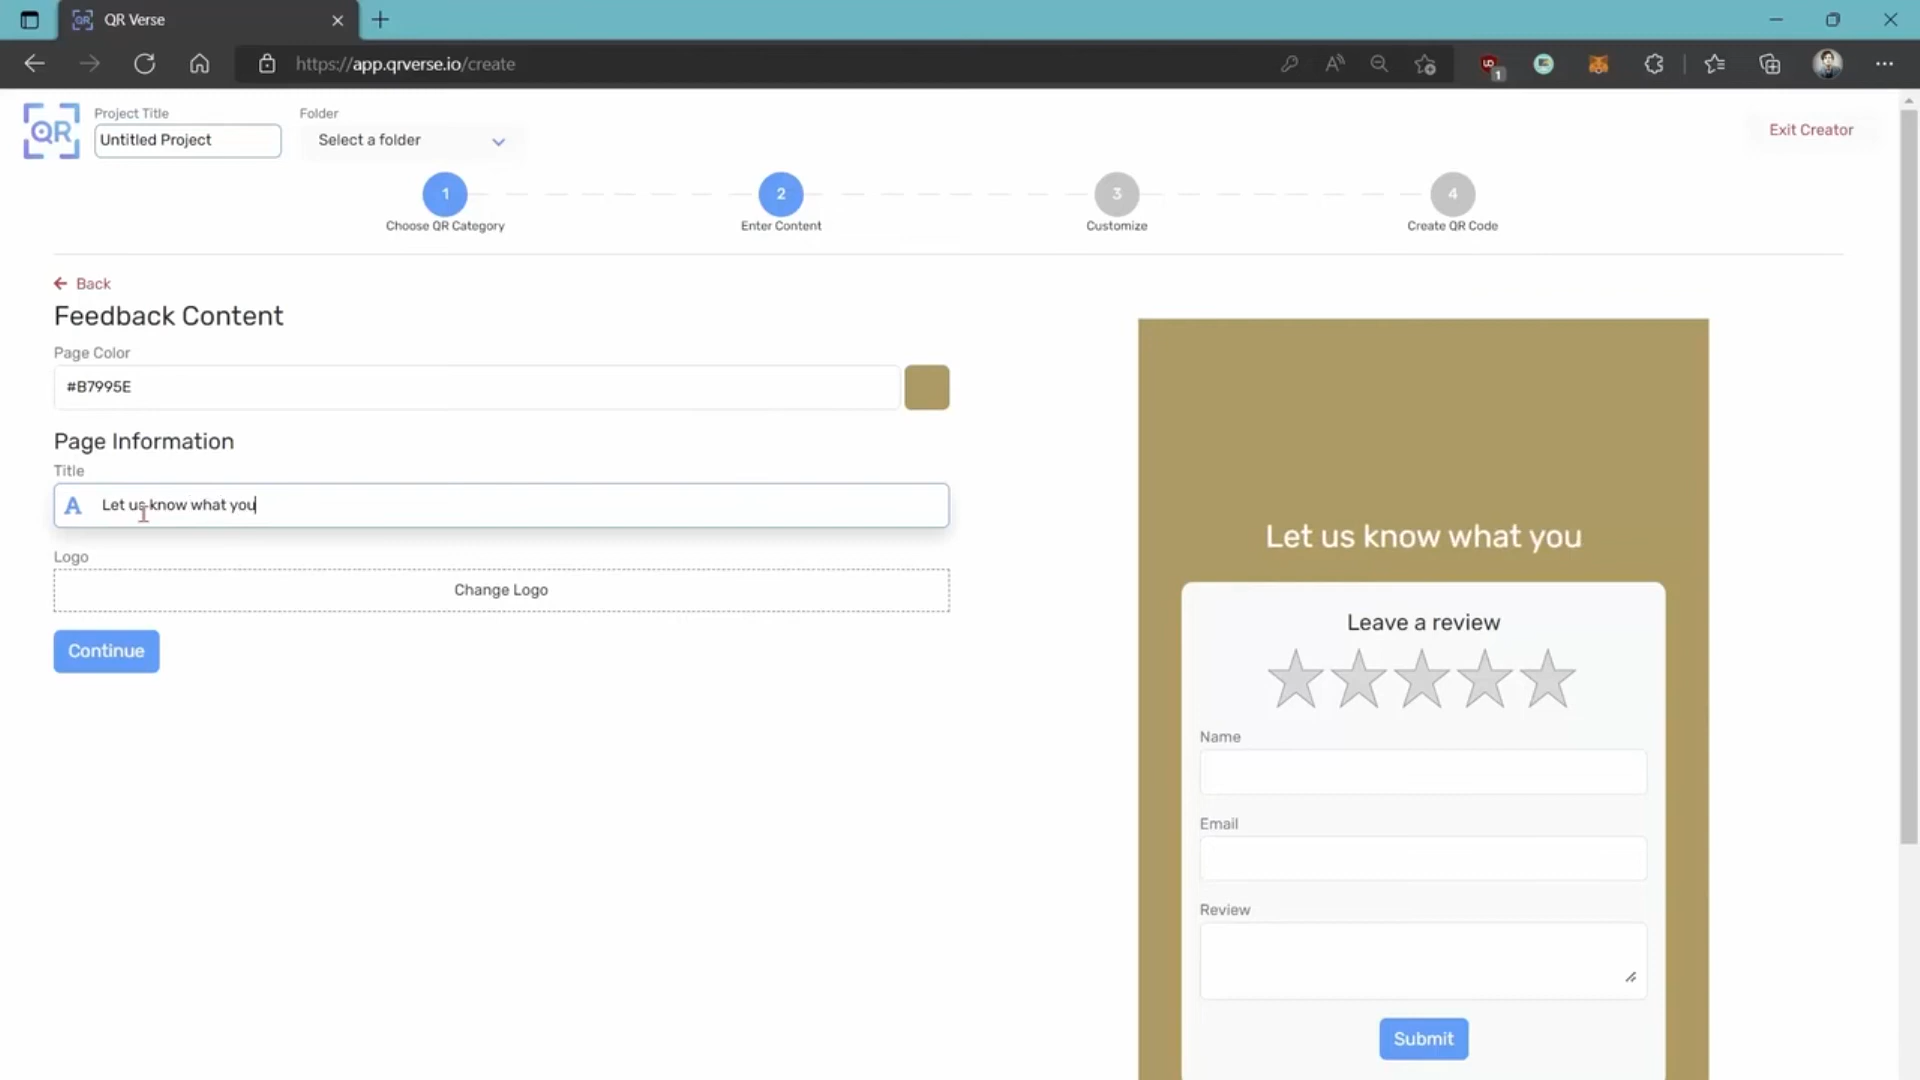 QR Verse
https://app.qrverse.io/create
UD
1
QR
Project Title
Untitled Project
Folder
Select a folder
Exit Creator
1
2
3
4
Choose QR Category
Enter Content
Customize
Create QR Code
Back
Feedback Content
Page Color
#B7995E
Page Information
Title
A Let us know what you
Logo
Change Logo
Continue
Let us know what you
Leave a review
Name
Email
Review
Submit